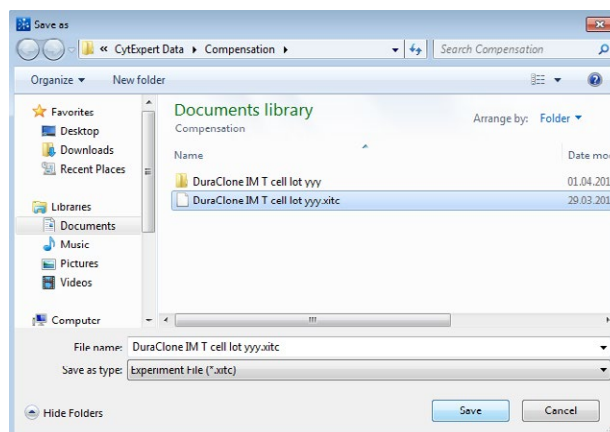 Save as
« CytExpert Data ▸ Compensation ▸
Search Compensation
Organize ▾ New folder
Favorites
Desktop
Downloads
Recent Places
Libraries
Documents
Music
Pictures
Videos
Computer
Documents library
Compensation
Arrange by: Folder ▾
Name Date mo
DuraClone IM T cell lot yyy 01.04.201
DuraClone IM T cell lot yyy.xitc 29.03.201
File name: DuraClone IM T cell lot yyy.xitc
Save as type: Experiment File (*.xitc)
Hide Folders
Save Cancel